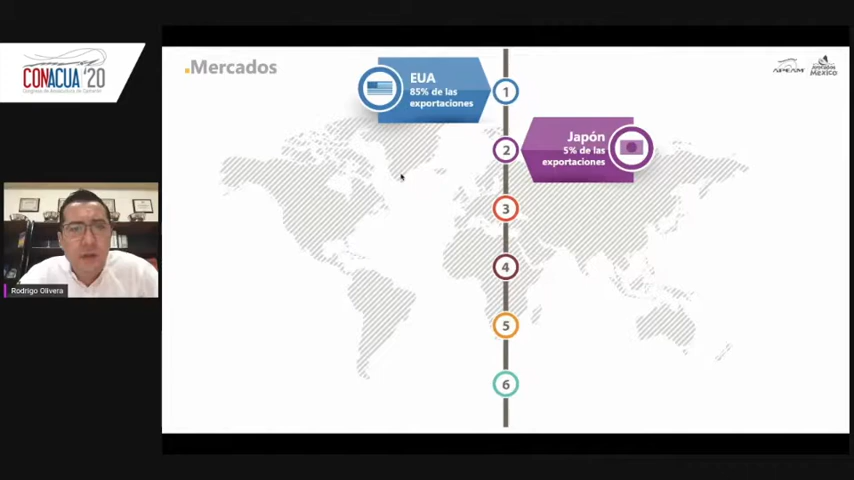 CONACUA '20
Mercados
EUA
85% de las
exportaciones
1
APEAM
Avocados
México
Japón
5% de las
exportaciones
2
3
4
5
6
Rodrigo Olivera